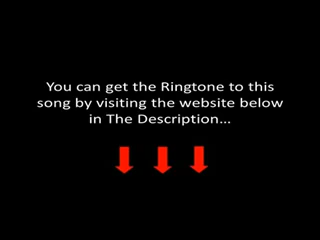 You can get the Ringtone to this
song by visiting the website below
in The Description...